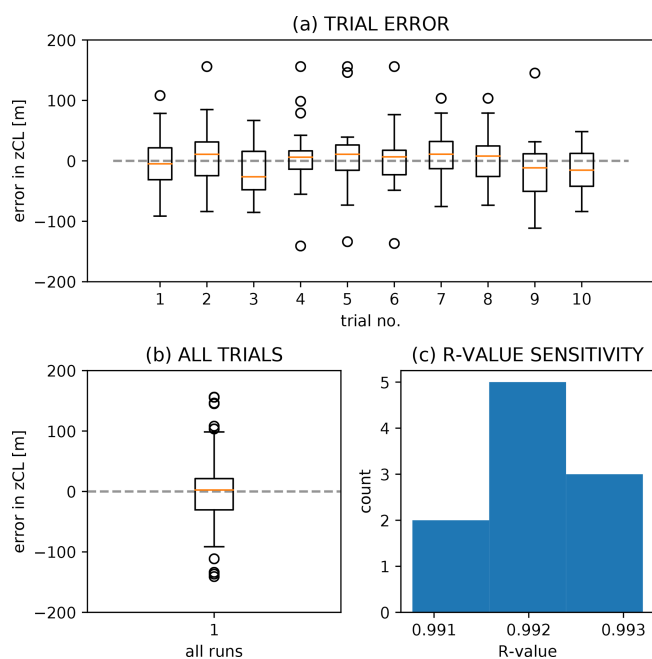 (a) TRIAL ERROR
error in zCL [m]
200
100
0
−100
−200
1 2 3 4 5 6 7 8 9 10
trial no.
(b) ALL TRIALS
error in zCL [m]
200
100
0
−100
−200
1
all runs
(c) R-VALUE SENSITIVITY
count
5
4
3
2
1
0
0.991 0.992 0.993
R-value